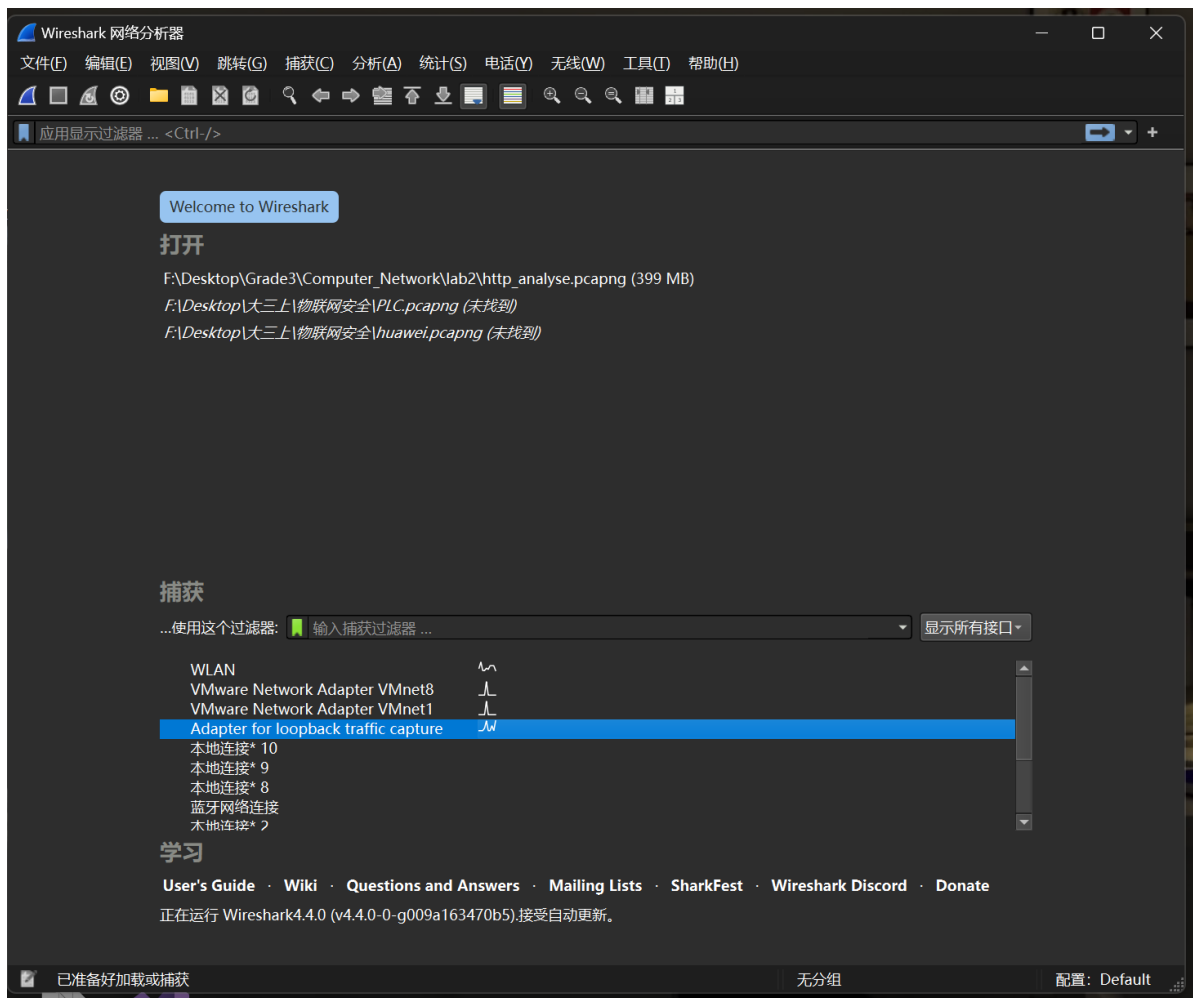 Wireshark 网络分析器
文件(F) 编辑(E) 视图(V) 跳转(G) 捕获(C) 分析(A) 统计(S) 电话(Y) 无线(W) 工具(T) 帮助(H)
应用显示过滤器 … <Ctrl-/>
Welcome to Wireshark
打开
F:\Desktop\Grade3\Computer_Network\lab2\http_analyse.pcapng (399 MB)
F:\Desktop\大三上\物联网安全\PLC.pcapng (未找到)
F:\Desktop\大三上\物联网安全\huawei.pcapng (未找到)
捕获
…使用这个过滤器: 输入捕获过滤器 … 显示所有接口
WLAN
VMware Network Adapter VMnet8
VMware Network Adapter VMnet1
Adapter for loopback traffic capture
本地连接* 10
本地连接* 9
本地连接* 8
蓝牙网络连接
本地连接* 2
学习
User's Guide · Wiki · Questions and Answers · Mailing Lists · SharkFest · Wireshark Discord · Donate
正在运行 Wireshark4.4.0 (v4.4.0-0-g009a163470b5).接受自动更新。
已准备好加载或捕获 无分组 配置：Default